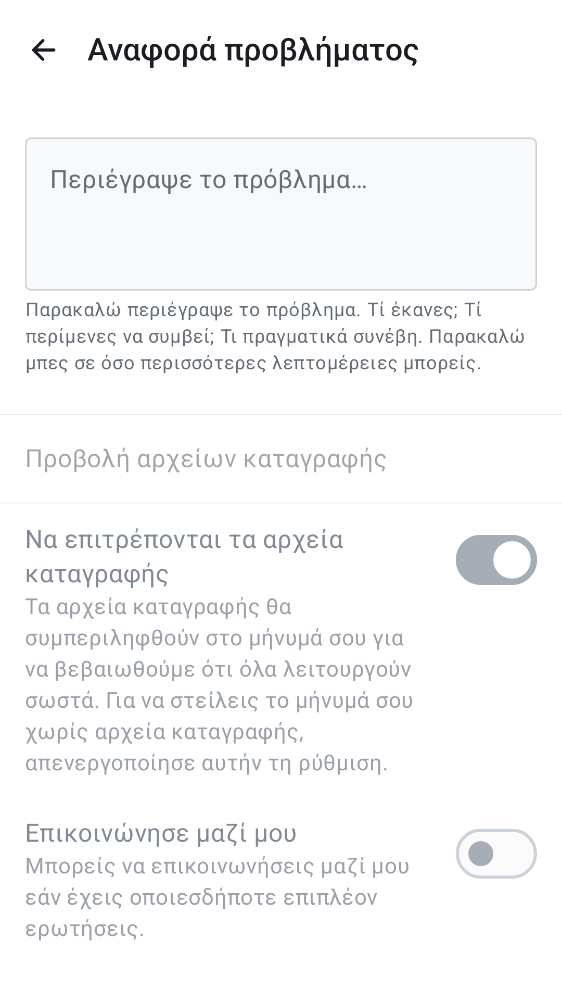 Αναφορά προβλήματος
Περιέγραψε το πρόβλημα…
Παρακαλώ περιέγραψε το πρόβλημα. Τί έκανες; Τί
περίμενες να συμβεί; Τι πραγματικά συνέβη. Παρακαλώ
μπες σε όσο περισσότερες λεπτομέρειες μπορείς.
Προβολή αρχείων καταγραφής
Να επιτρέπονται τα αρχεία
καταγραφής
Τα αρχεία καταγραφής θα
συμπεριληφθούν στο μήνυμά σου για
να βεβαιωθούμε ότι όλα λειτουργούν
σωστά. Για να στείλεις το μήνυμά σου
χωρίς αρχεία καταγραφής,
απενεργοποίησε αυτήν τη ρύθμιση.
Επικοινώνησε μαζί μου
Μπορείς να επικοινωνήσεις μαζί μου
εάν έχεις οποιεσδήποτε επιπλέον
ερωτήσεις.